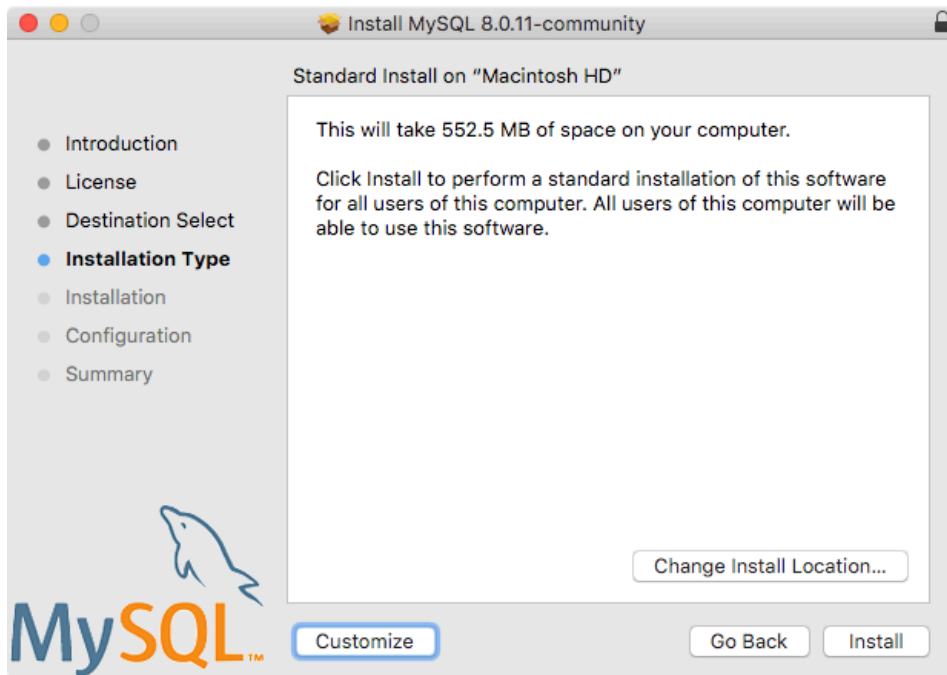 Install MySQL 8.0.11-community
Standard Install on “Macintosh HD”
Introduction
License
Destination Select
Installation Type
Installation
Configuration
Summary
This will take 552.5 MB of space on your computer.
Click Install to perform a standard installation of this software
for all users of this computer. All users of this computer will be
able to use this software.
Change Install Location...
MySQL™
Customize
Go Back
Install